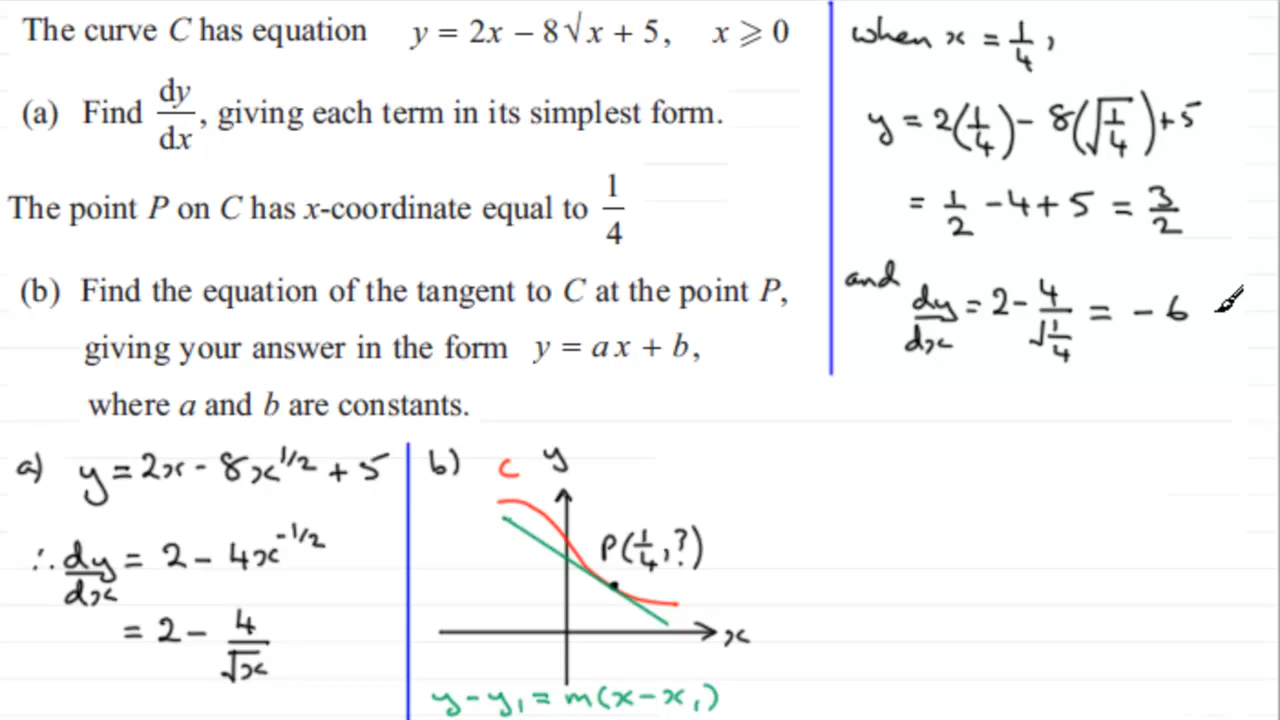 The curve C has equation y = 2x − 8√x + 5, x ⩾ 0
(a) Find dy/dx, giving each term in its simplest form.
The point P on C has x-coordinate equal to 1/4
(b) Find the equation of the tangent to C at the point P,
giving your answer in the form y = ax + b,
where a and b are constants.
a) y = 2x - 8x^1/2 + 5
∴ dy/dx = 2 - 4x^-1/2
= 2 - 4/√x
b) C y
P(1/4, ?)
x
y - y₁ = m(x - x₁)
when x = 1/4,
y = 2(1/4) - 8(√1/4) + 5
= 1/2 - 4 + 5 = 3/2
and
dy/dx = 2 - 4/√1/4 = - 6